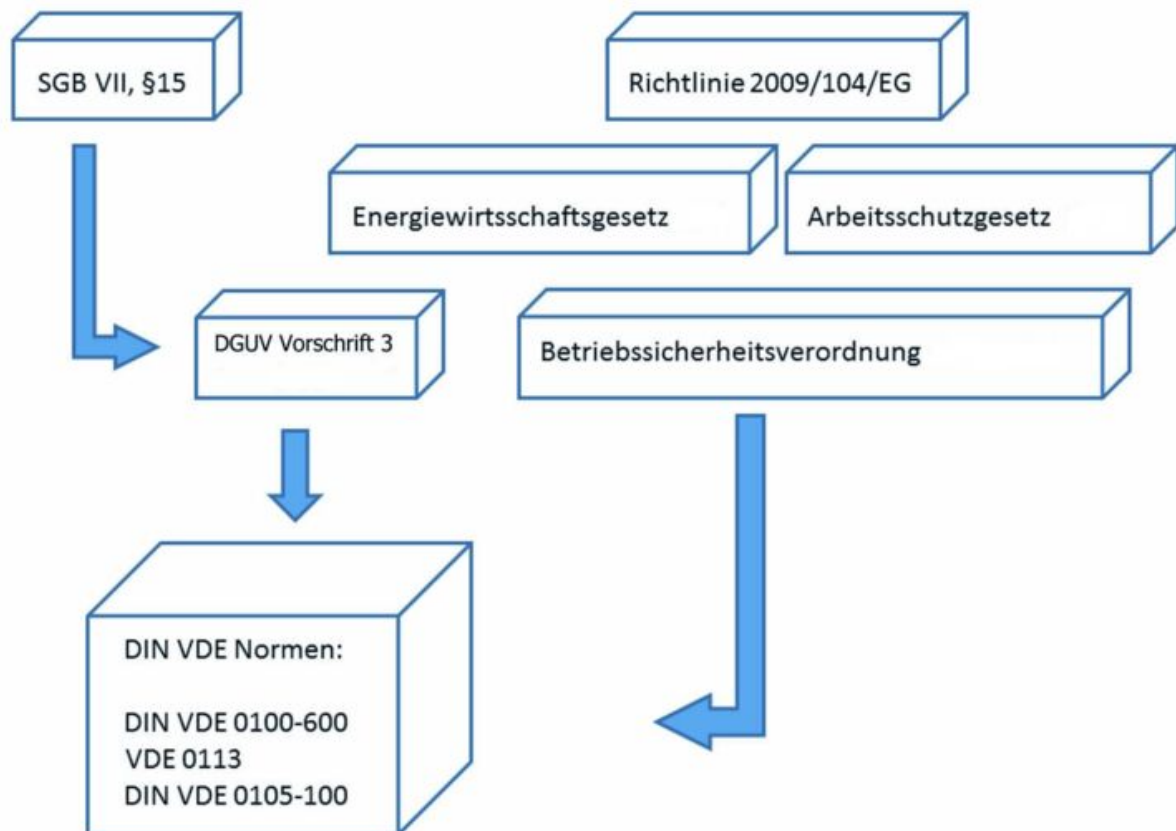 SGB VII, §15
Richtlinie 2009/104/EG
Energiewirtsschaftsgesetz
Arbeitsschutzgesetz
DGUV Vorschrift 3
Betriebssicherheitsverordnung
DIN VDE Normen:
DIN VDE 0100-600
VDE 0113
DIN VDE 0105-100